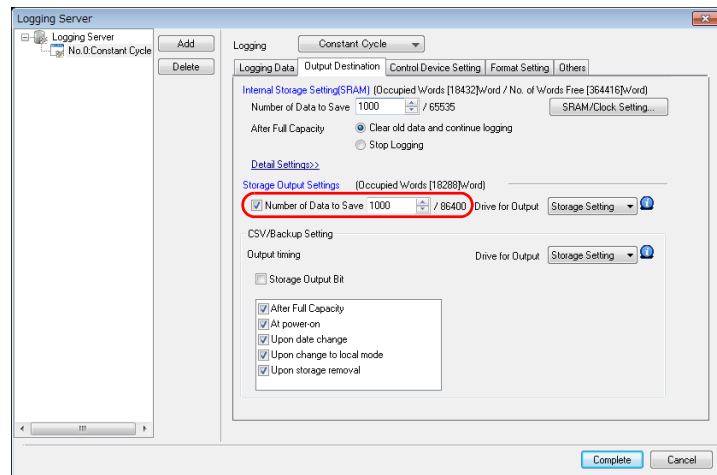 Logging Server
Logging Server
No.0:Constant Cycle
Add
Delete
Logging Constant Cycle
Logging Data Output Destination Control Device Setting Format Setting Others
Internal Storage Setting(SRAM) (Occupied Words [18432]Word / No. of Words Free [364416]Word)
Number of Data to Save 1000 / 65535 SRAM/Clock Setting...
After Full Capacity Clear old data and continue logging
Stop Logging
Detail Settings>>
Storage Output Settings (Occupied Words [18288]Word)
Number of Data to Save 1000 / 86400 Drive for Output Storage Setting
CSV/Backup Setting
Output timing Drive for Output Storage Setting
Storage Output Bit
After Full Capacity
At power-on
Upon date change
Upon change to local mode
Upon storage removal
Complete Cancel